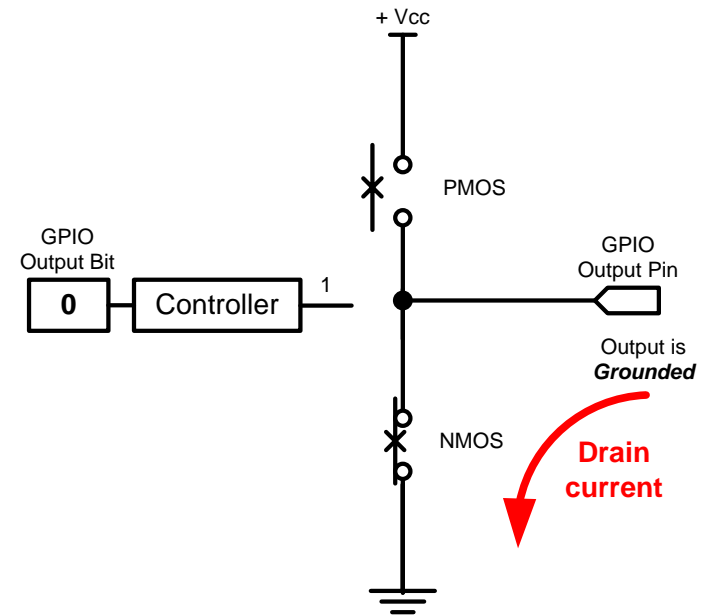 + Vcc
PMOS
GPIO
Output Bit
0
Controller
1
GPIO
Output Pin
Output is
Grounded
NMOS
Drain
current